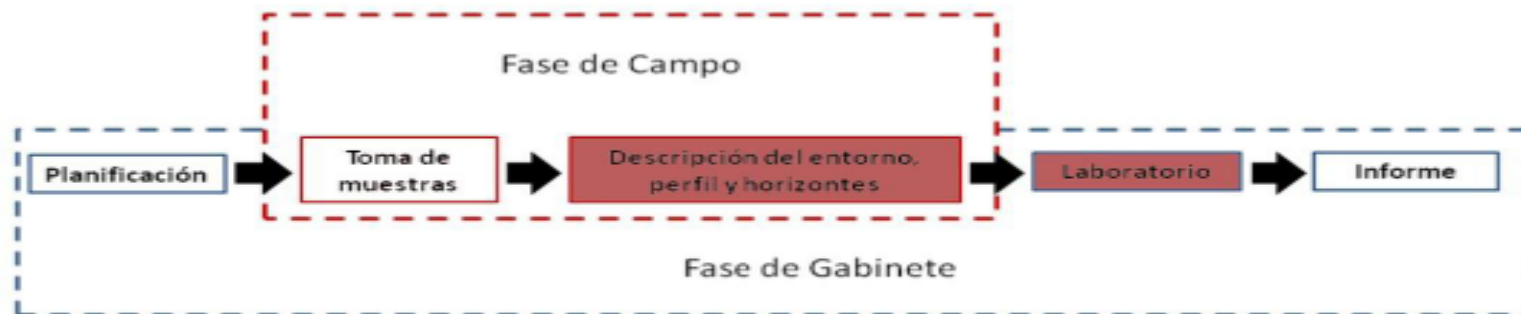 Fase de Campo
Planificación
Toma de
muestras
Descripción del entorno,
perfil y horizontes
Laboratorio
Informe
Fase de Gabinete